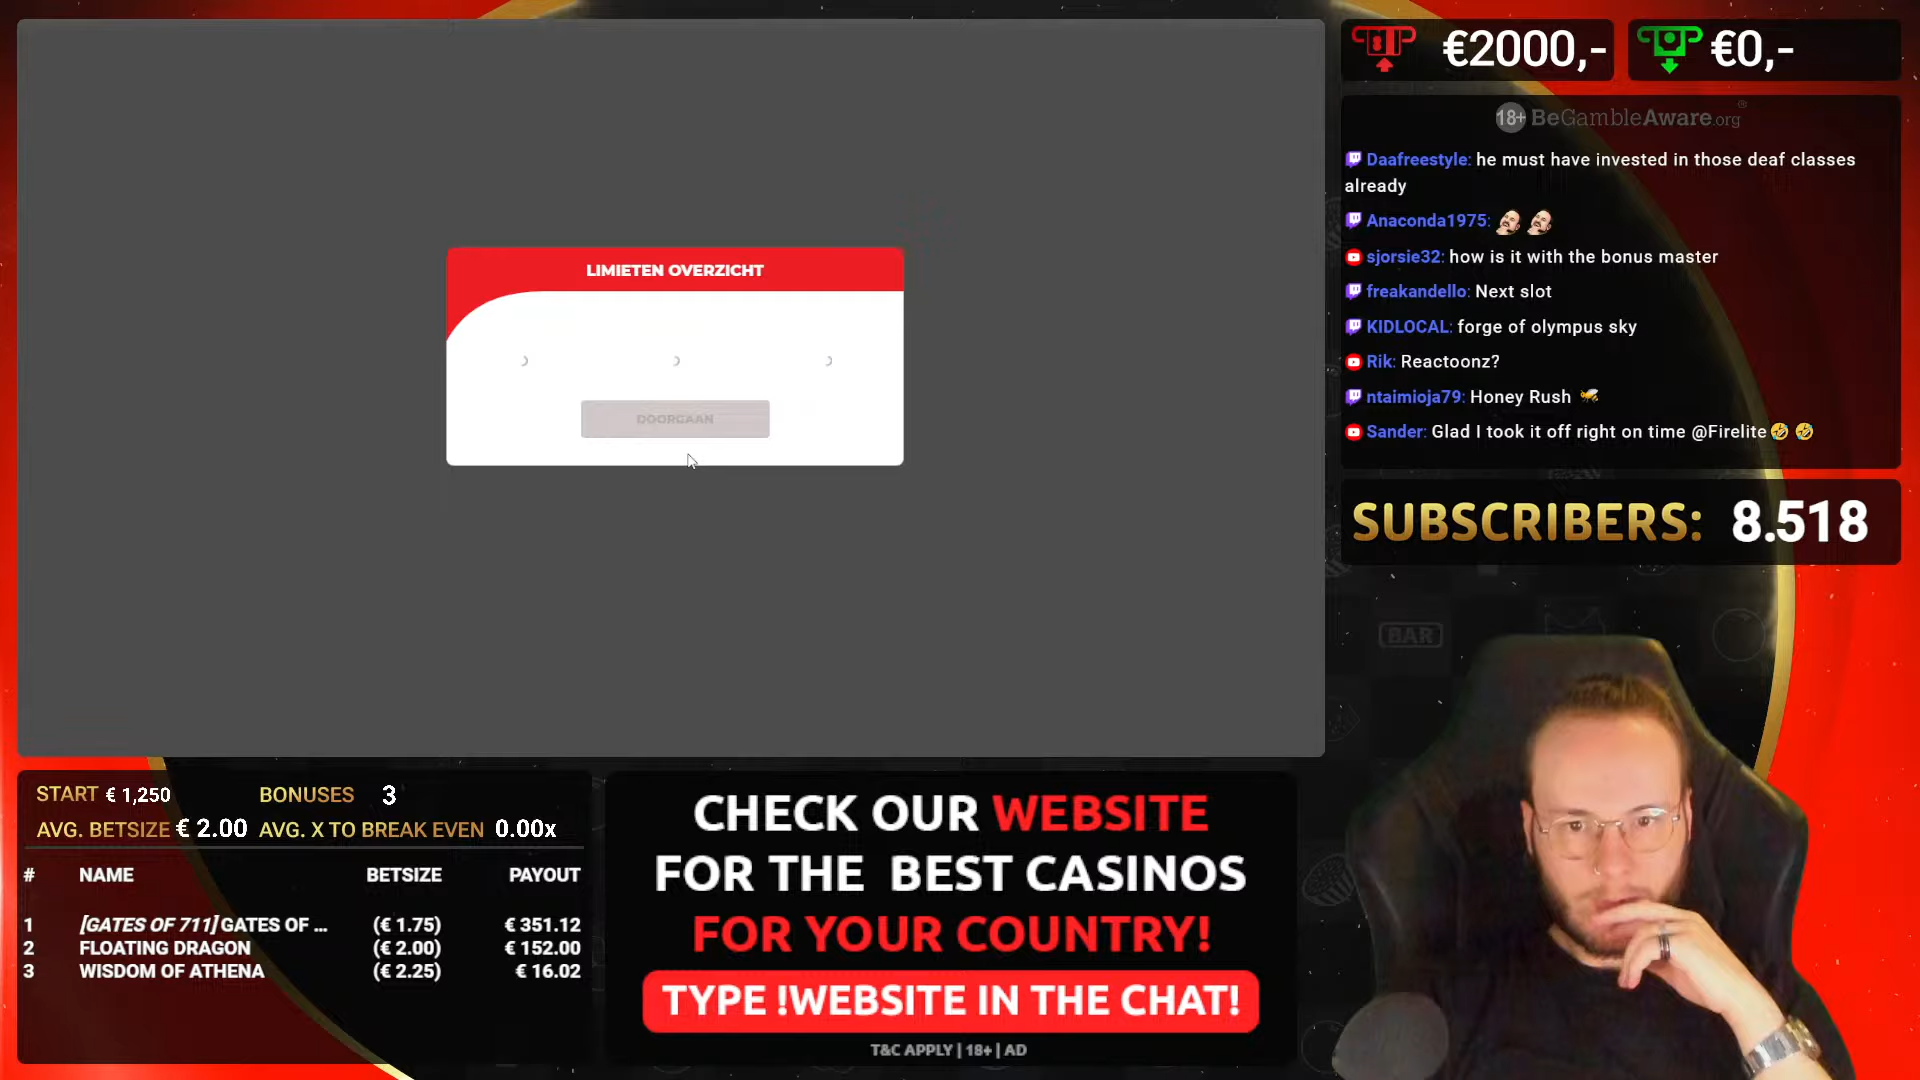 €2000,-
€0,-
18+ BeGambleAware.org®
Daafreestyle: he must have invested in those deaf classes
already
Anaconda1975:
sjorsie32: how is it with the bonus master
freakandello: Next slot
KIDLOCAL: forge of olympus sky
Rik: Reactoonz?
ntaimioja79: Honey Rush
Sander: Glad I took it off right on time @Firelite
SUBSCRIBERS: 8.518
LIMIETEN OVERZICHT
DOORGAAN
BAR
START € 1,250 BONUSES 3
AVG. BETSIZE € 2.00 AVG. X TO BREAK EVEN 0.00x
# NAME BETSIZE PAYOUT
1 [GATES OF 711] GATES OF ... (€ 1.75) € 351.12
2 FLOATING DRAGON (€ 2.00) € 152.00
3 WISDOM OF ATHENA (€ 2.25) € 16.02
CHECK OUR WEBSITE
FOR THE BEST CASINOS
FOR YOUR COUNTRY!
TYPE !WEBSITE IN THE CHAT!
T&C APPLY | 18+ | AD